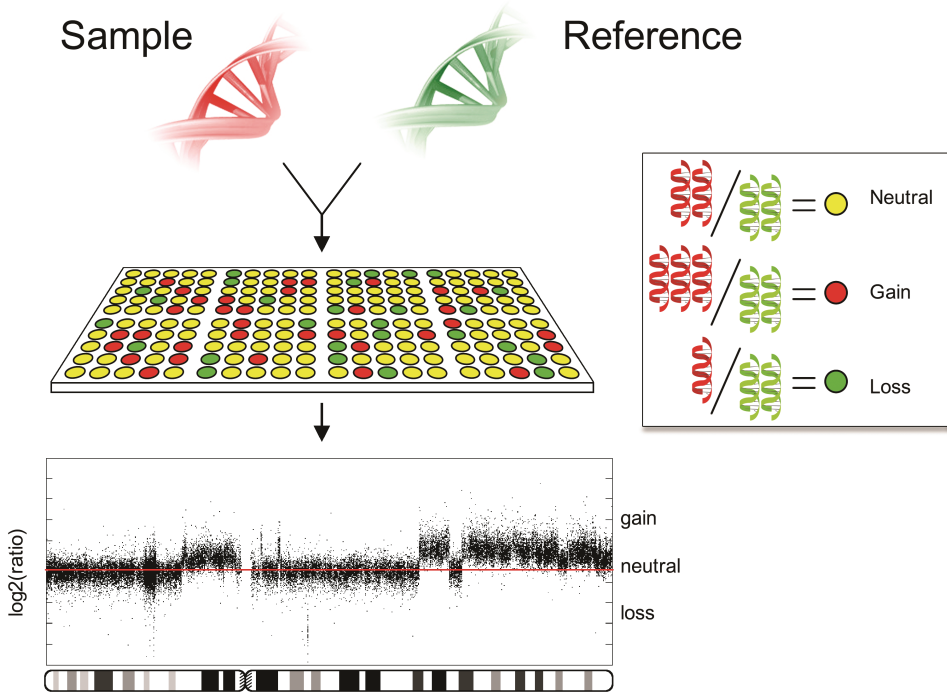 Sample
Reference
Neutral
Gain
Loss
log2(ratio)
gain
neutral
loss